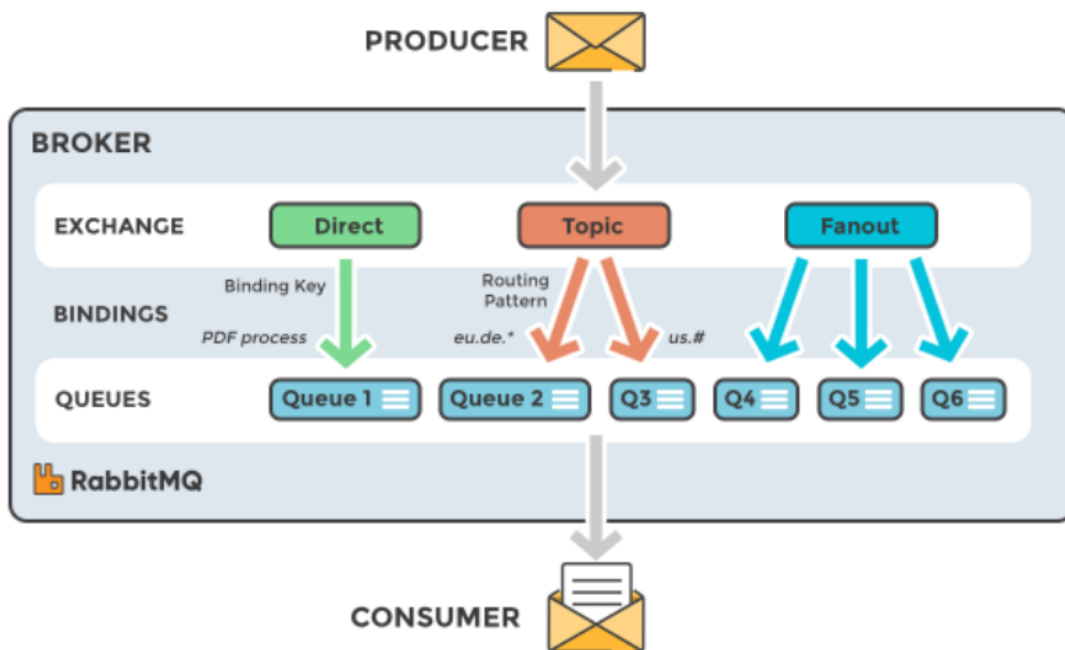 PRODUCER
BROKER
EXCHANGE
Direct
Topic
Fanout
Binding Key
Routing
Pattern
BINDINGS
PDF process
eu.de.*
us.#
QUEUES
Queue 1
Queue 2
Q3
Q4
Q5
Q6
RabbitMQ
CONSUMER